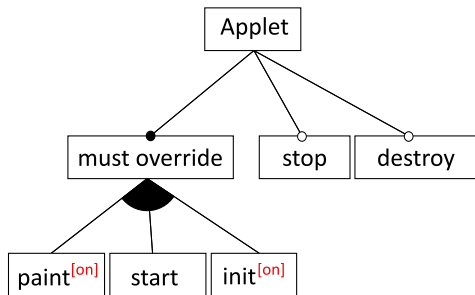 Applet
must override
stop
destroy
paint[on]
start
init[on]